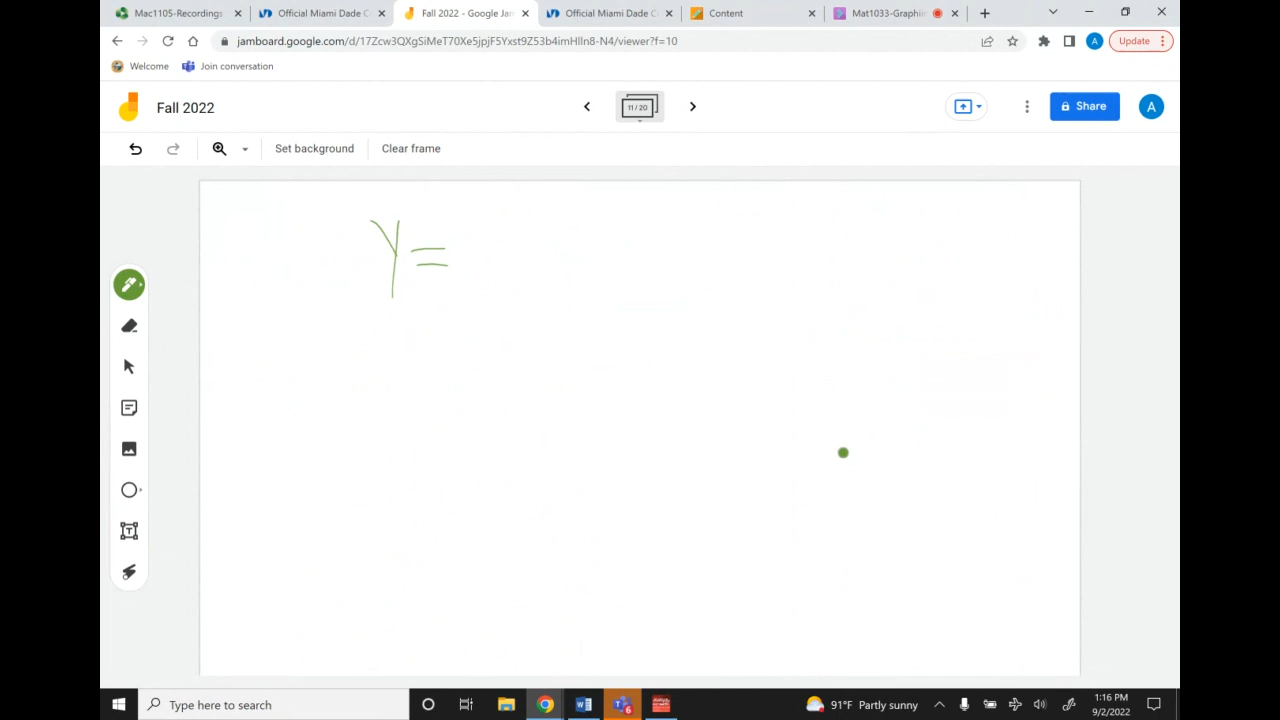 Mac1105-Recordings
Official Miami Dade C
Fall 2022 - Google Jam
Official Miami Dade C
Content
Mat1033-Graphin
jamboard.google.com/d/17Zcw3QXgSiMeT70Xe5jpjF5Yxst9Z53b4imHlln8-N4/viewer?f=10
A
Update
Welcome
Join conversation
Fall 2022
11 / 20
Share
A
Set background
Clear frame
Y=
Type here to search
6
91°F Partly sunny
1:16 PM
9/2/2022